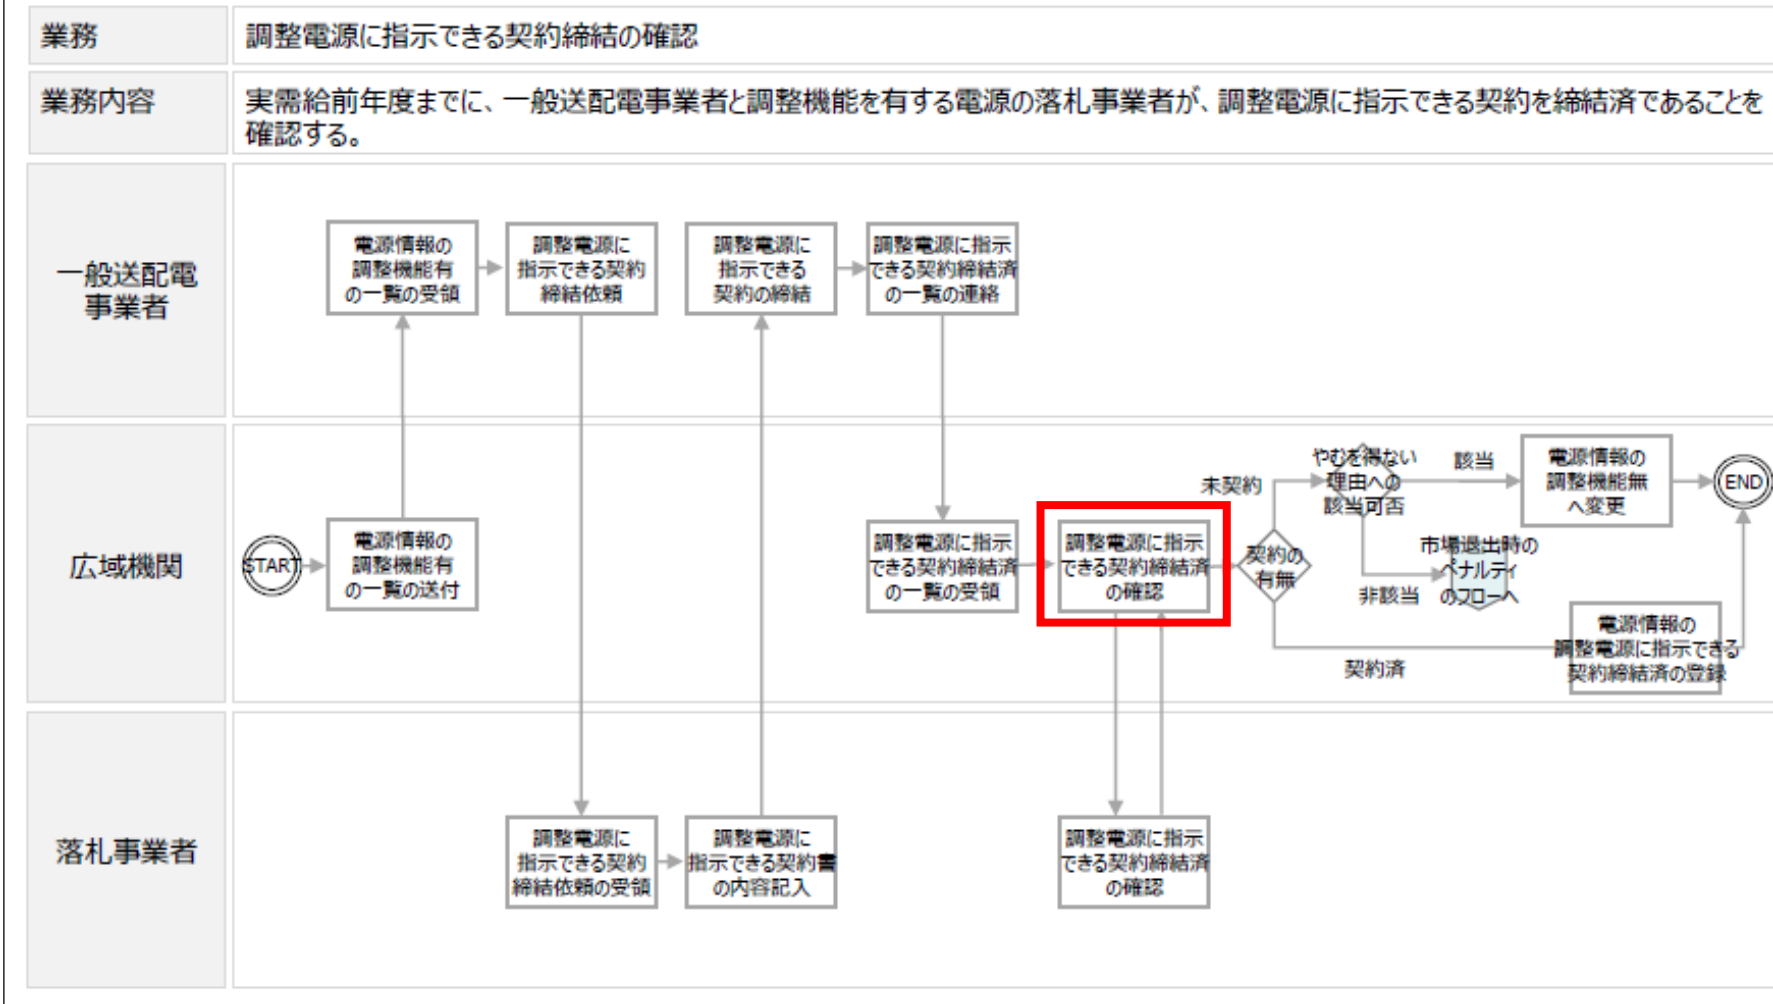 業務
調整電源に指示できる契約締結の確認
業務内容
実需給前年度までに、一般送配電事業者と調整機能を有する電源の落札事業者が、調整電源に指示できる契約を締結済であることを
確認する。
一般送配電
事業者
電源情報の
調整機能有
の一覧の受領
調整電源に
指示できる契約
締結依頼
調整電源に
指示できる
契約の締結
調整電源に指示
できる契約締結済
の一覧の連絡
広域機関
START
電源情報の
調整機能有
の一覧の送付
調整電源に指示
できる契約締結済
の一覧の受領
調整電源に指示
できる契約締結済
の確認
契約の
有無
未契約
やむを得ない
理由への
該当可否
該当
電源情報の
調整機能無
へ変更
END
非該当
市場退出時の
ペナルティ
のフローへ
契約済
電源情報の
調整電源に指示できる
契約締結済の登録
落札事業者
調整電源に
指示できる契約
締結依頼の受領
調整電源に
指示できる契約書
の内容記入
調整電源に指示
できる契約締結済
の確認